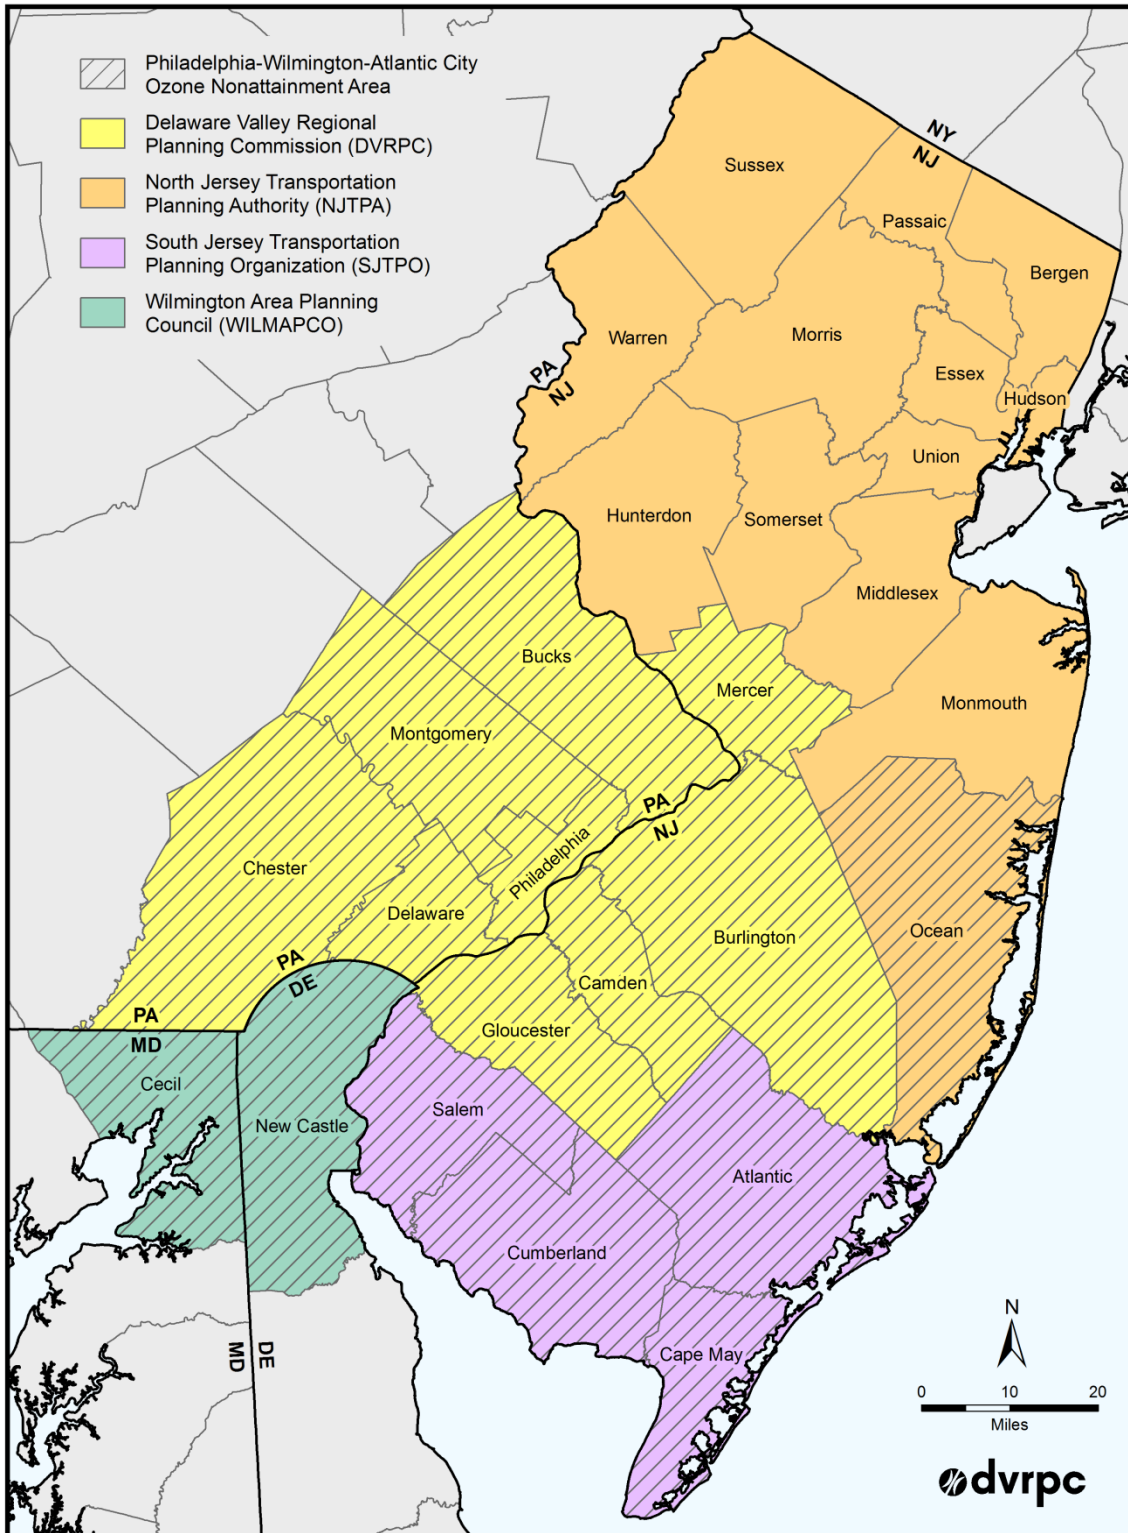 Philadelphia-Wilmington-Atlantic City
Ozone Nonattainment Area
Delaware Valley Regional
Planning Commission (DVRPC)
North Jersey Transportation
Planning Authority (NJTPA)
South Jersey Transportation
Planning Organization (SJTPO)
Wilmington Area Planning
Council (WILMAPCO)
NY
NJ
Sussex
Passaic
Bergen
Warren
Morris
PA
NJ
Essex
Hudson
Union
Hunterdon
Somerset
Middlesex
Bucks
Mercer
Monmouth
Montgomery
PA
NJ
Philadelphia
Chester
Delaware
Burlington
Ocean
PA
DE
Camden
Gloucester
PA
MD
Cecil
New Castle
Salem
Atlantic
Cumberland
MD
DE
Cape May
N
0 10 20
Miles
dvrpc